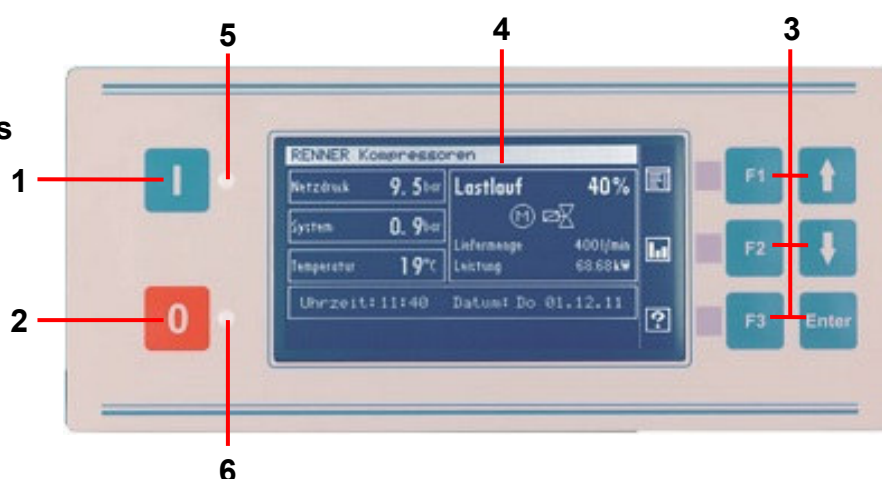 5
4
3
s
1
2
6
I
0
RENNER Kompressoren
Netzdruck 9.5bar
System 0.9bar
Temperatur 19°C
Lastlauf 40%
M
Liefermenge 400l/min
Leistung 68.68kW
Uhrzeit:11:40 Datum: Do 01.12.11
?
F1
F2
F3
Enter